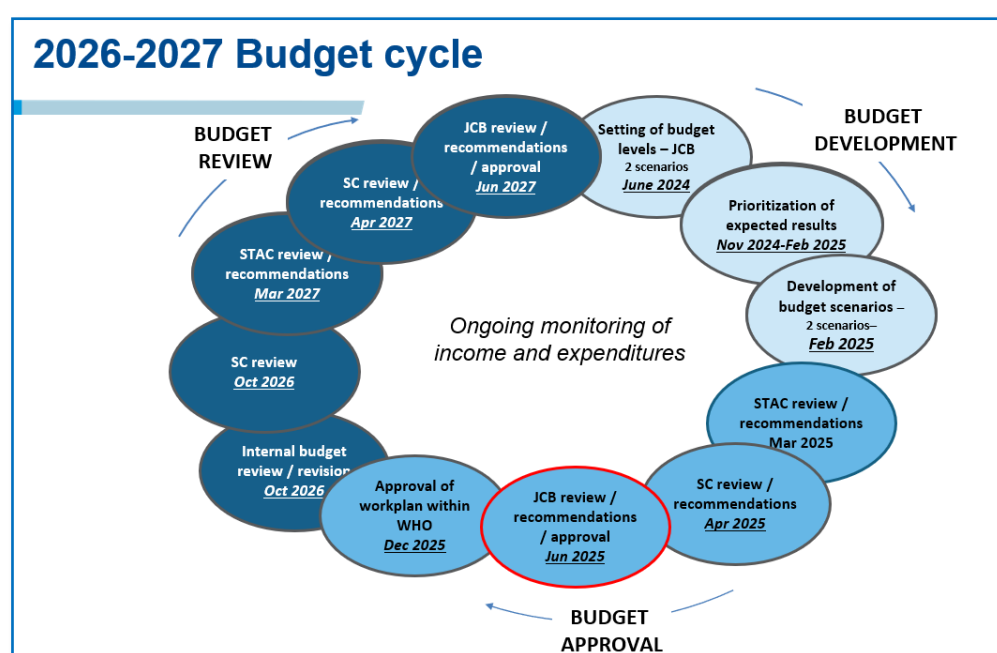 2026-2027 Budget cycle
BUDGET
REVIEW
JCB review /
recommendations
/ approval
Jun 2027
Setting of budget
levels – JCB
2 scenarios
June 2024
BUDGET
DEVELOPMENT
Prioritization of
expected results
Nov 2024-Feb 2025
Development of
budget scenarios –
2 scenarios–
Feb 2025
STAC review /
recommendations
Mar 2025
SC review /
recommendations
Apr 2025
JCB review /
recommendations
/ approval
Jun 2025
BUDGET
APPROVAL
Approval of
workplan within
WHO
Dec 2025
Internal budget
review / revision
Oct 2026
SC review
Oct 2026
STAC review /
recommendations
Mar 2027
SC review /
recommendations
Apr 2027
Ongoing monitoring of
income and expenditures